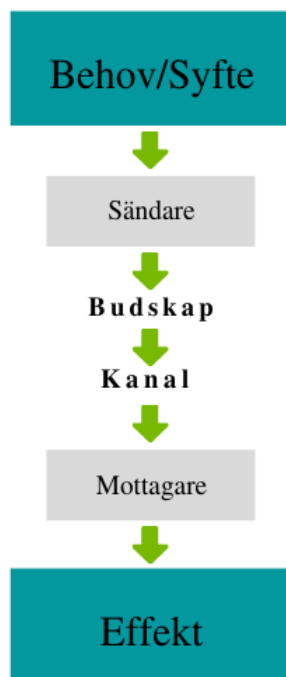 Behov/Syfte
Sändare
Budskap
Kanal
Mottagare
Effekt